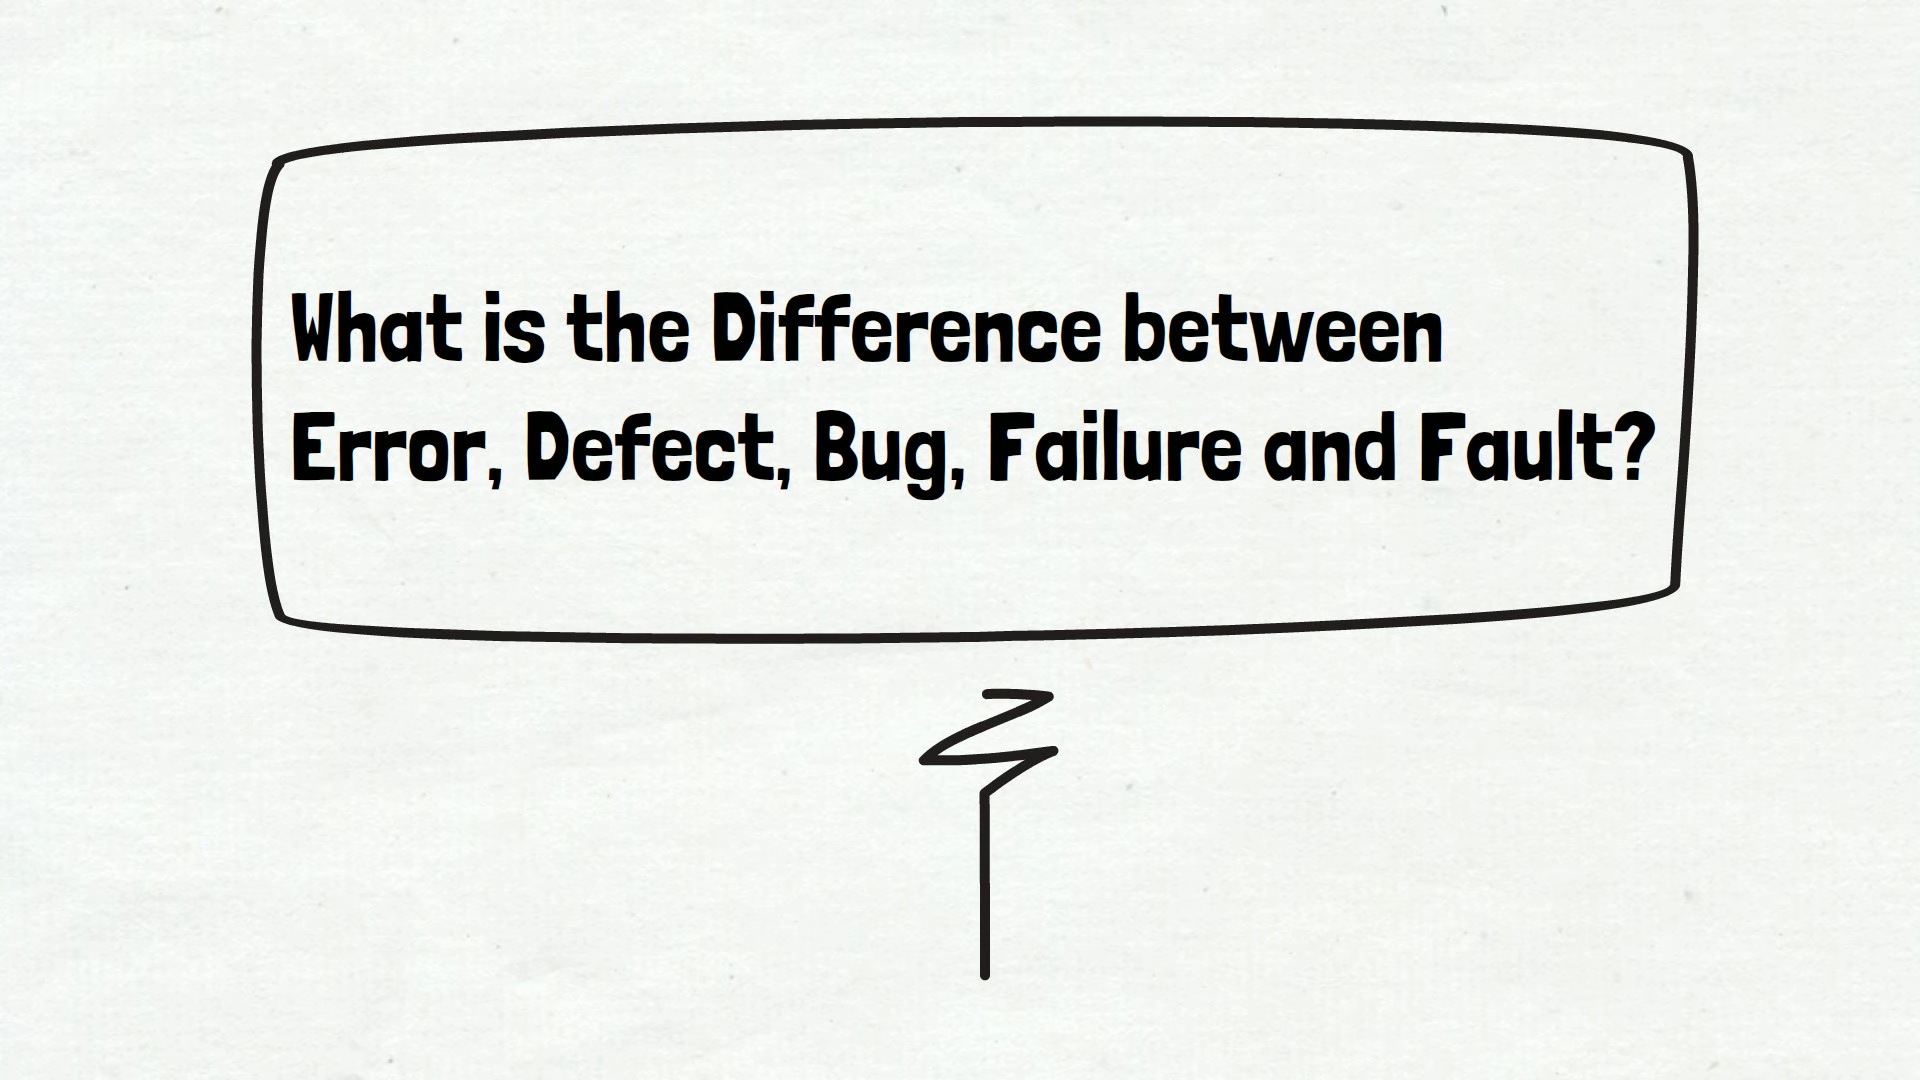 What is the Difference between
Error, Defect, Bug, Failure and Fault?